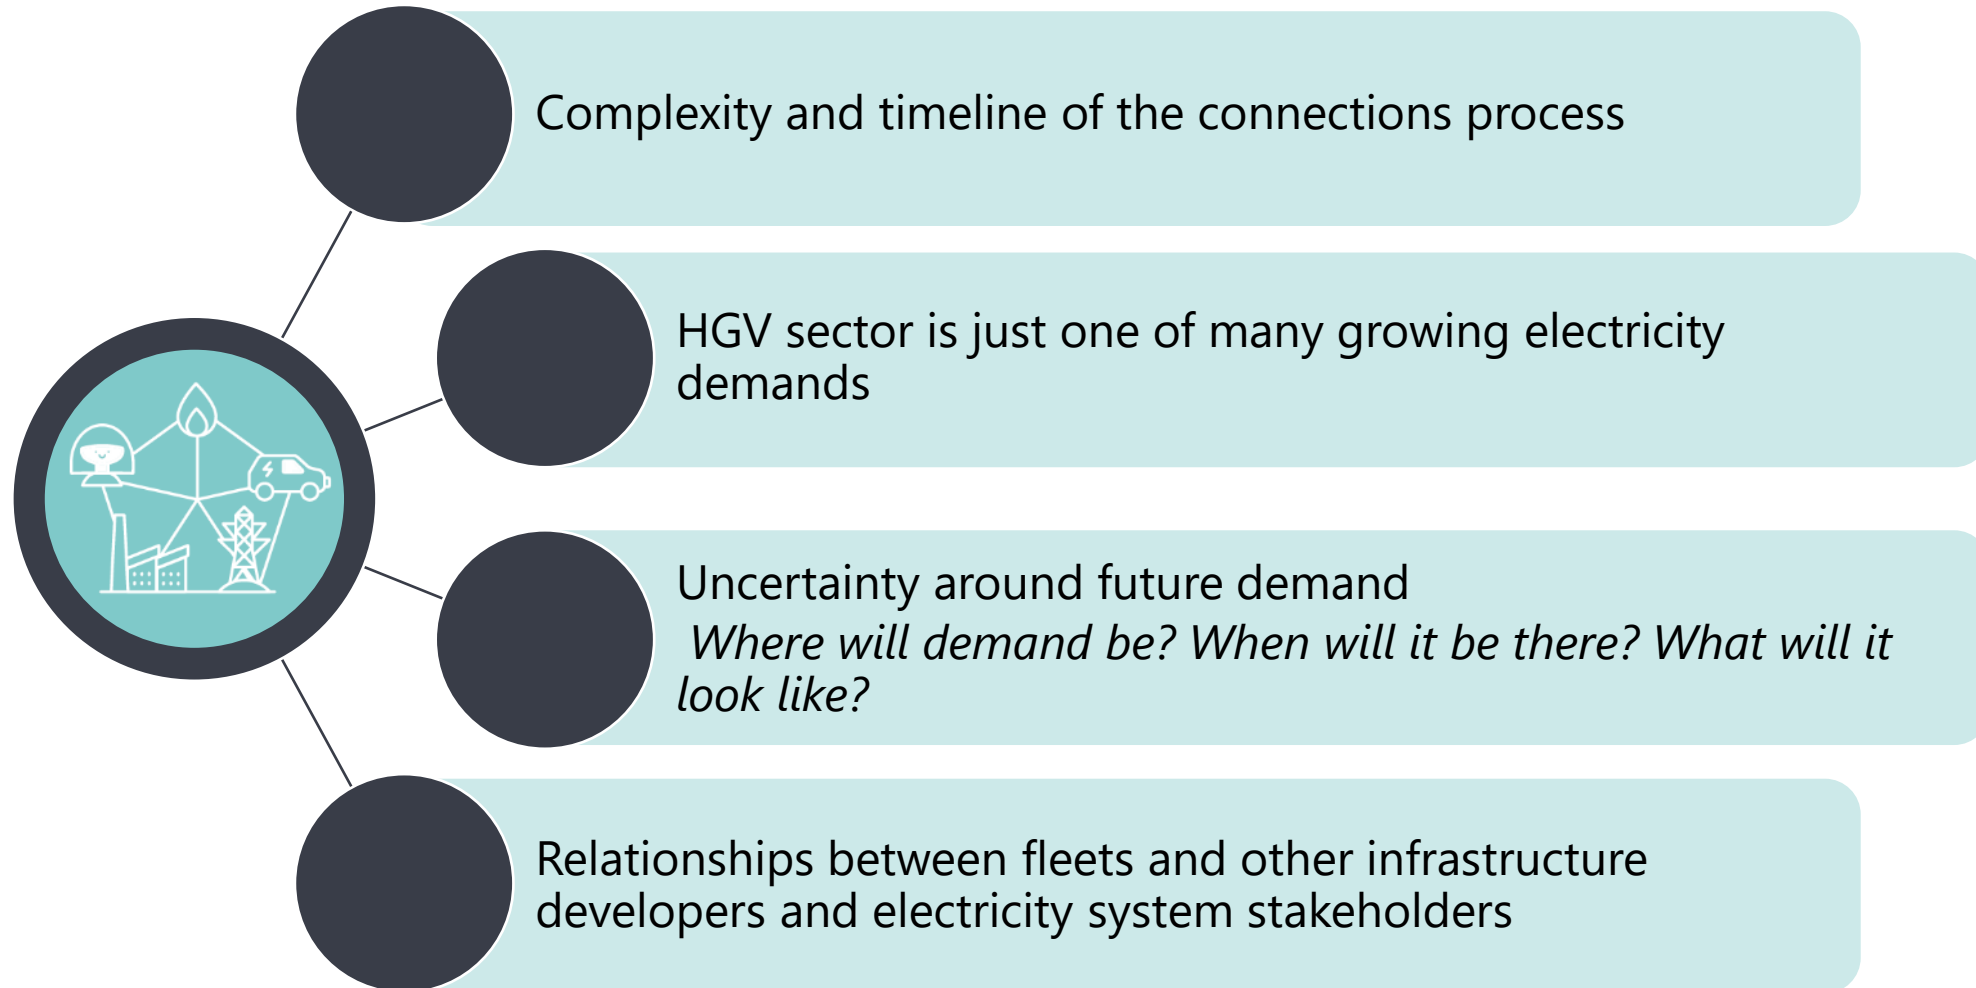 Complexity and timeline of the connections process
HGV sector is just one of many growing electricity
demands
Uncertainty around future demand
Where will demand be? When will it be there? What will it
look like?
Relationships between fleets and other infrastructure
developers and electricity system stakeholders